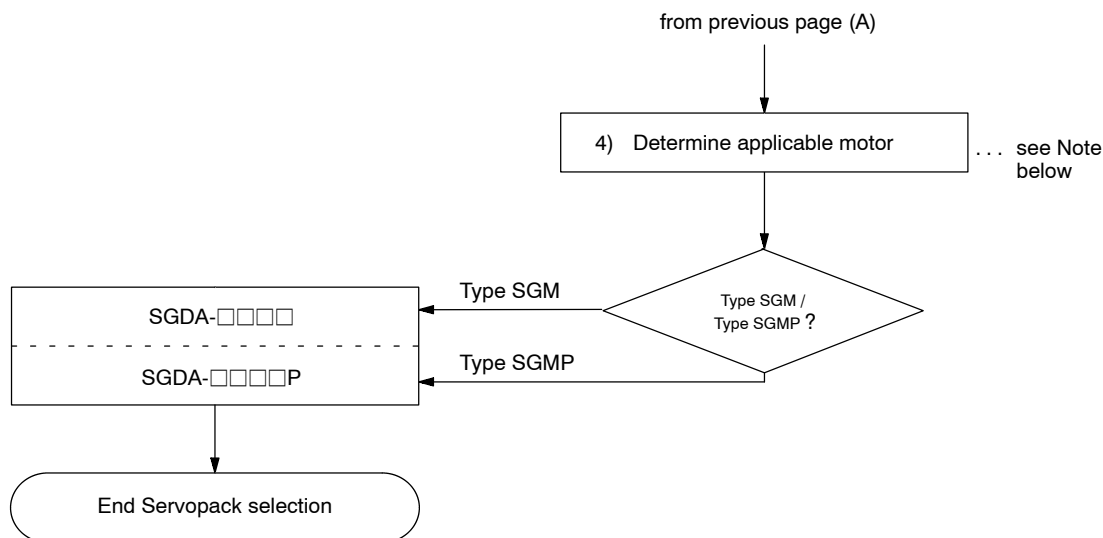 from previous page (A)
4) Determine applicable motor
. . . see Note
below
Type SGM /
Type SGMP ?
Type SGM
SGDA-□□□□
Type SGMP
SGDA-□□□□P
End Servopack selection